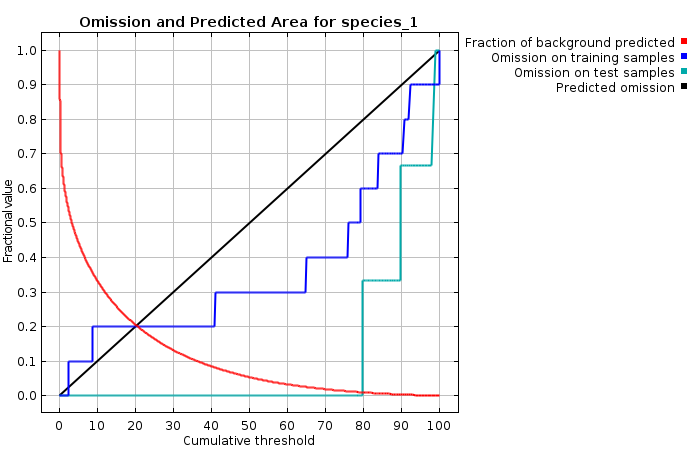 Omission and Predicted Area for species_1
Fraction of background predicted
Omission on training samples
Omission on test samples
Predicted omission
Fractional value
1.0
0.9
0.8
0.7
0.6
0.5
0.4
0.3
0.2
0.1
0.0
0 10 20 30 40 50 60 70 80 90 100
Cumulative threshold